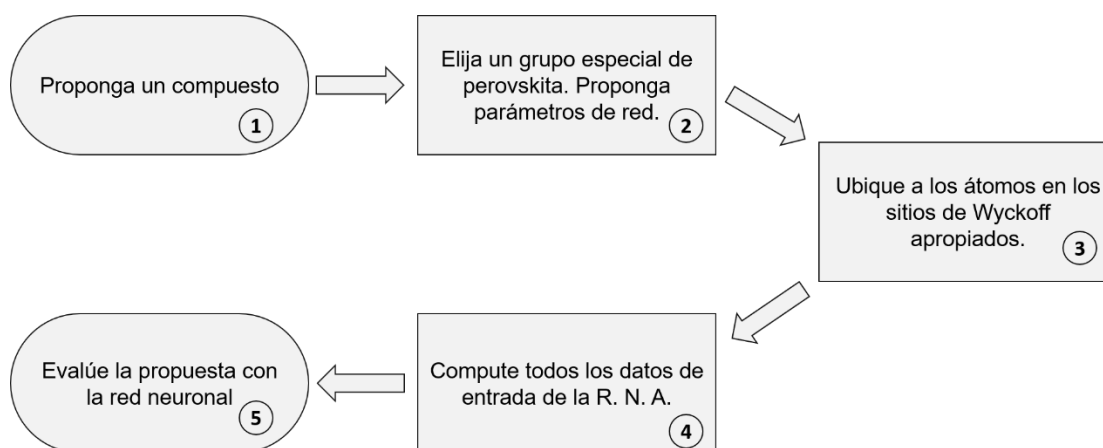 Proponga un compuesto
1
Elija un grupo especial de
perovskita. Proponga
parámetros de red.
2
Ubique a los átomos en los
sitios de Wyckoff
apropiados.
3
Compute todos los datos de
entrada de la R. N. A.
4
Evalúe la propuesta con
la red neuronal
5